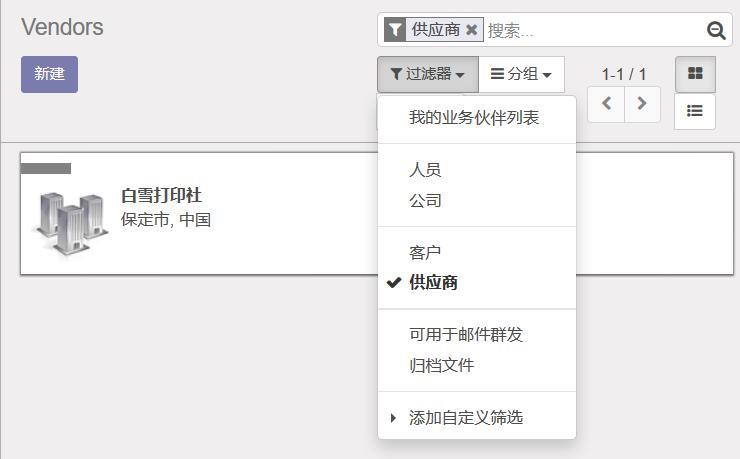 Vendors
供应商
搜索...
新建
过滤器
分组
1-1 / 1
我的业务伙伴列表
人员
公司
客户
供应商
可用于邮件群发
归档文件
添加自定义筛选
白雪打印社
保定市, 中国